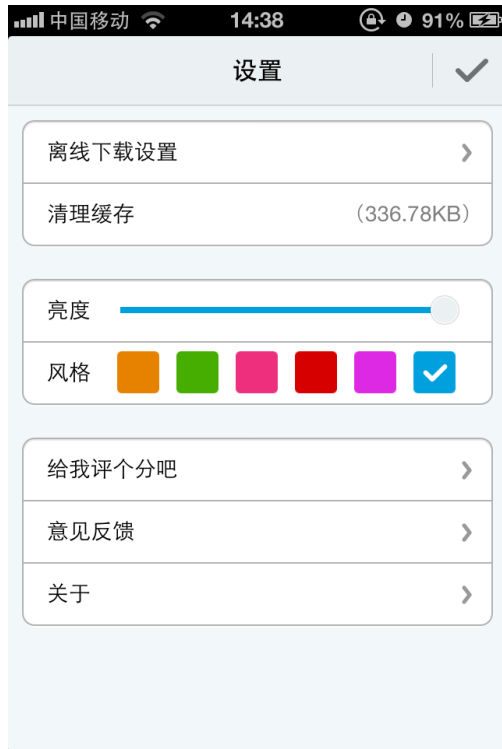 中国移动 14:38 91%
设置
离线下载设置
清理缓存 (336.78KB)
亮度
风格
给我评个分吧
意见反馈
关于